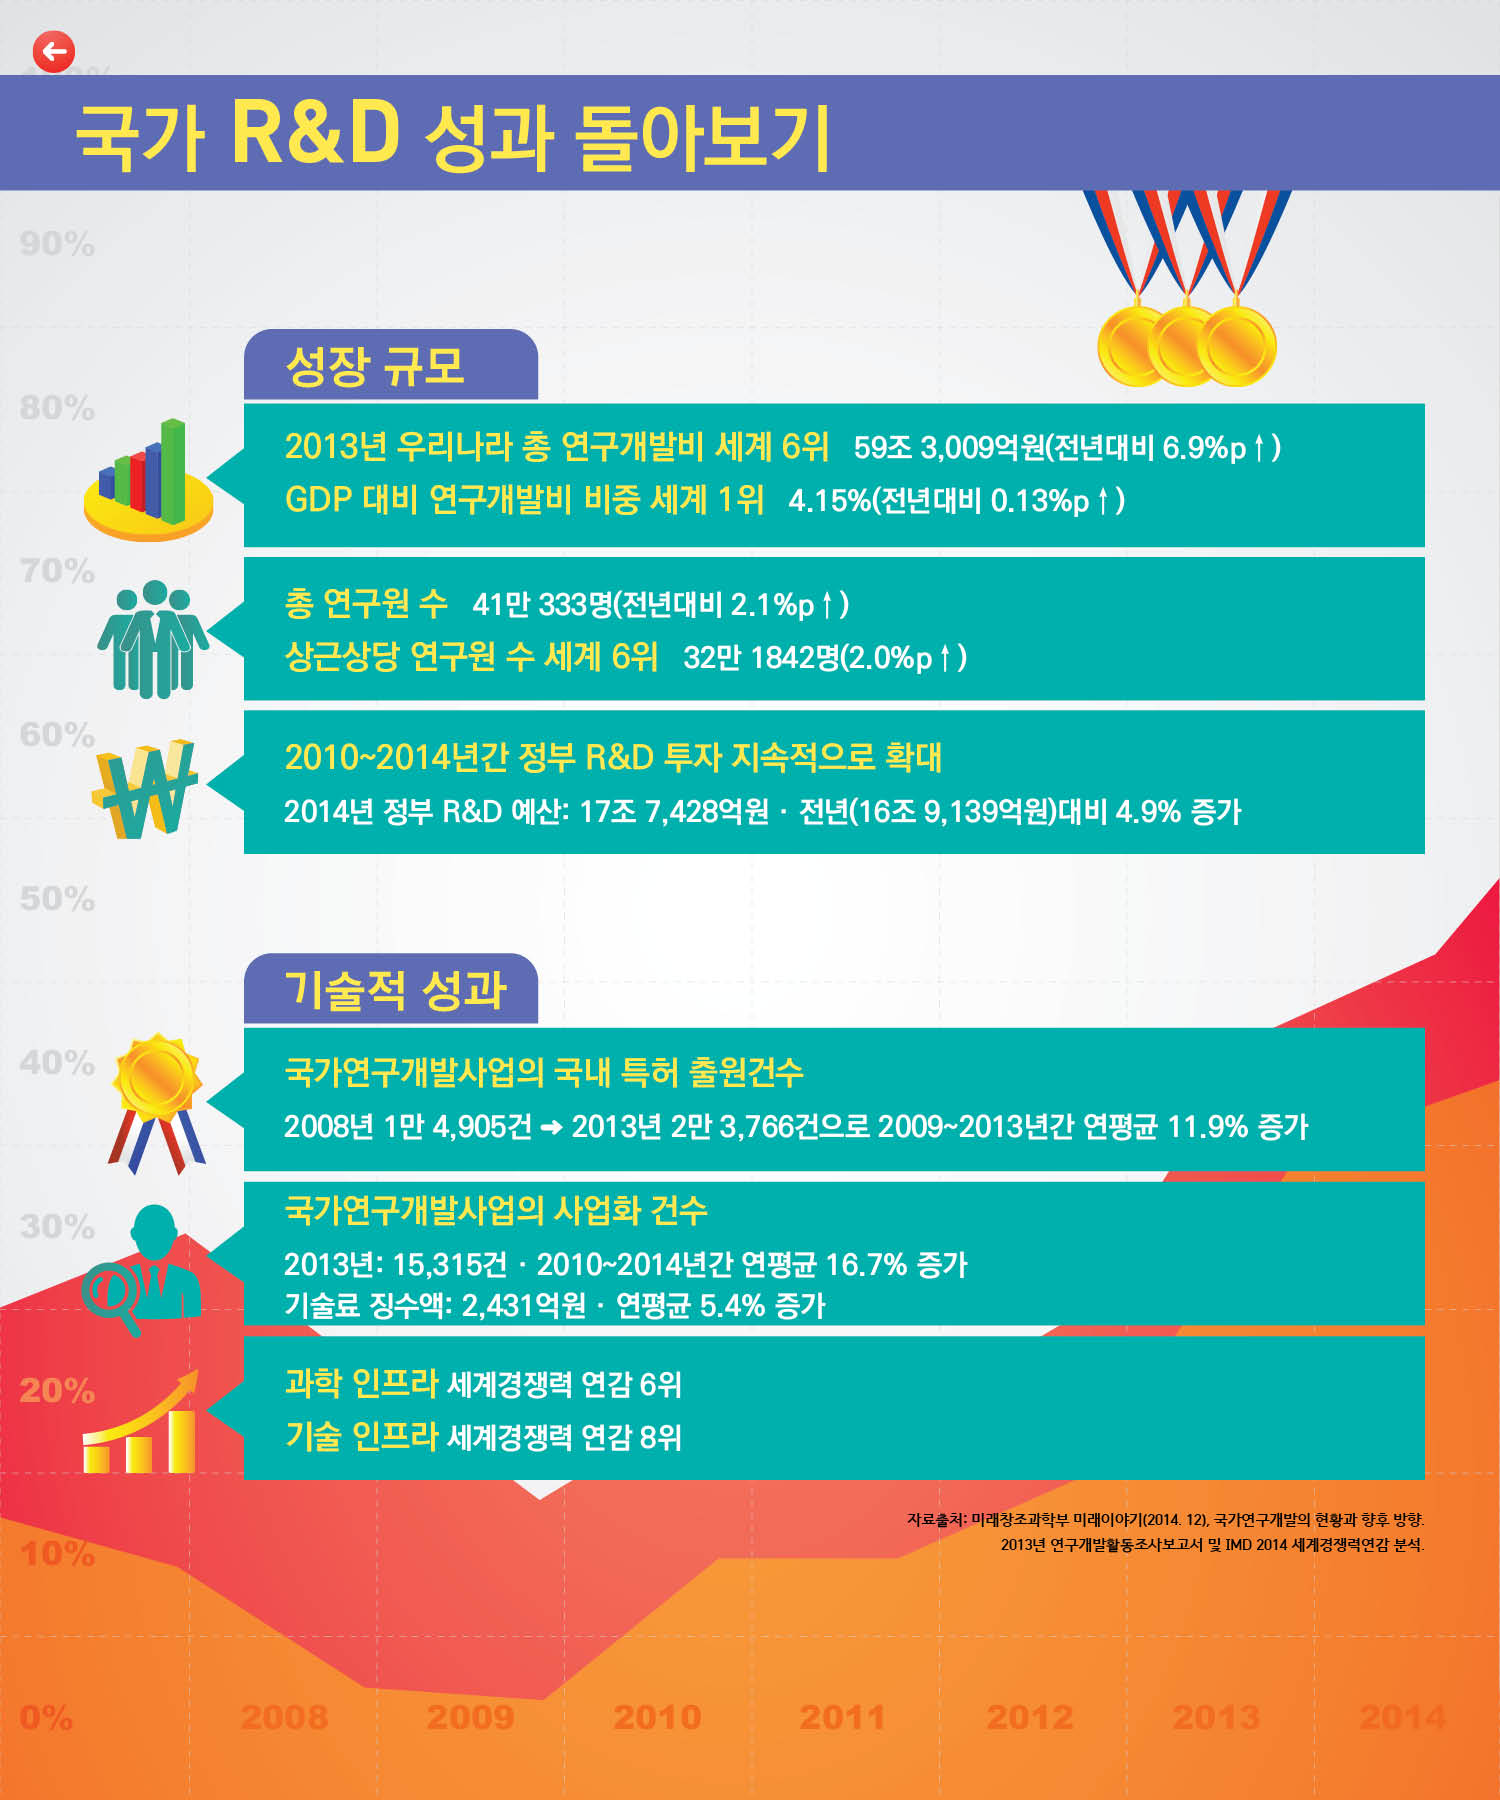 국가 R&D 성과 돌아보기
90%
성장 규모
80%
2013년 우리나라 총 연구개발비 세계 6위 59조 3,009억원(전년대비 6.9%p↑)
GDP 대비 연구개발비 비중 세계 1위 4.15%(전년대비 0.13%p↑)
70%
총 연구원 수 41만 333명(전년대비 2.1%p↑)
상근상당 연구원 수 세계 6위 32만 1842명(2.0%p↑)
60%
2010~2014년간 정부 R&D 투자 지속적으로 확대
2014년 정부 R&D 예산: 17조 7,428억원 · 전년(16조 9,139억원)대비 4.9% 증가
50%
기술적 성과
40%
국가연구개발사업의 국내 특허 출원건수
2008년 1만 4,905건 ➜ 2013년 2만 3,766건으로 2009~2013년간 연평균 11.9% 증가
30%
국가연구개발사업의 사업화 건수
2013년: 15,315건 · 2010~2014년간 연평균 16.7% 증가
기술료 징수액: 2,431억원 · 연평균 5.4% 증가
20%
과학 인프라 세계경쟁력 연감 6위
기술 인프라 세계경쟁력 연감 8위
자료출처: 미래창조과학부 미래이야기(2014. 12), 국가연구개발의 현황과 향후 방향.
2013년 연구개발활동조사보고서 및 IMD 2014 세계경쟁력연감 분석.
10%
0% 2008 2009 2010 2011 2012 2013 2014